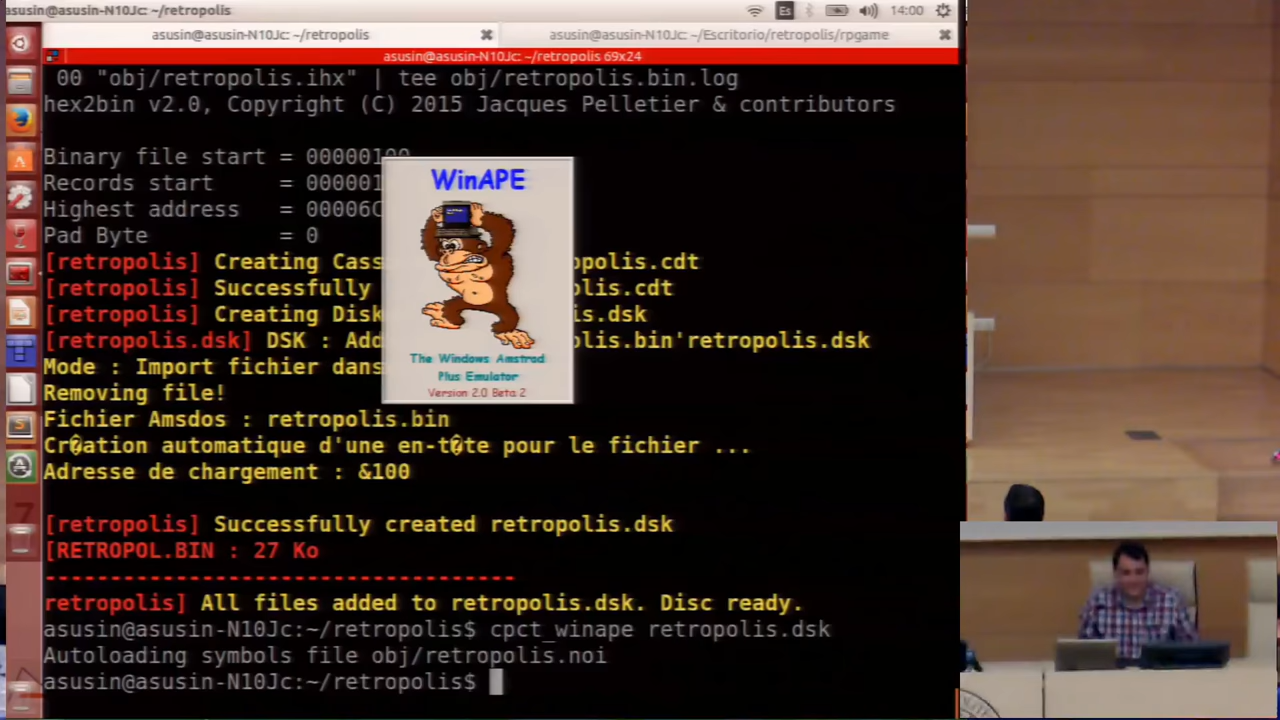 asusin@asusin-N10Jc: ~/retropolis
Es
14:00
asusin@asusin-N10Jc: ~/retropolis
asusin@asusin-N10Jc: ~/Escritorio/retropolis/rpgame
asusin@asusin-N10Jc: ~/retropolis 69x24
00 "obj/retropolis.ihx" | tee obj/retropolis.bin.log
hex2bin v2.0, Copyright (C) 2015 Jacques Pelletier & contributors
Binary file start = 00000100
Records start = 000001
Highest address = 00006C
Pad Byte = 0
[retropolis] Creating Cass opolis.cdt
[retropolis] Successfully lis.cdt
[retropolis] Creating Disk is.dsk
[retropolis.dsk] DSK : Add olis.bin'retropolis.dsk
Mode : Import fichier dans
Removing file!
Fichier Amsdos : retropolis.bin
Cr�ation automatique d'une en-t�te pour le fichier ...
Adresse de chargement : &100
[retropolis] Successfully created retropolis.dsk
[RETROPOL.BIN : 27 Ko
------------------------------------
retropolis] All files added to retropolis.dsk. Disc ready.
asusin@asusin-N10Jc:~/retropolis$ cpct_winape retropolis.dsk
Autoloading symbols file obj/retropolis.noi
asusin@asusin-N10Jc:~/retropolis$
WinAPE
The Windows Amstrad
Plus Emulator
Version 2.0 Beta 2